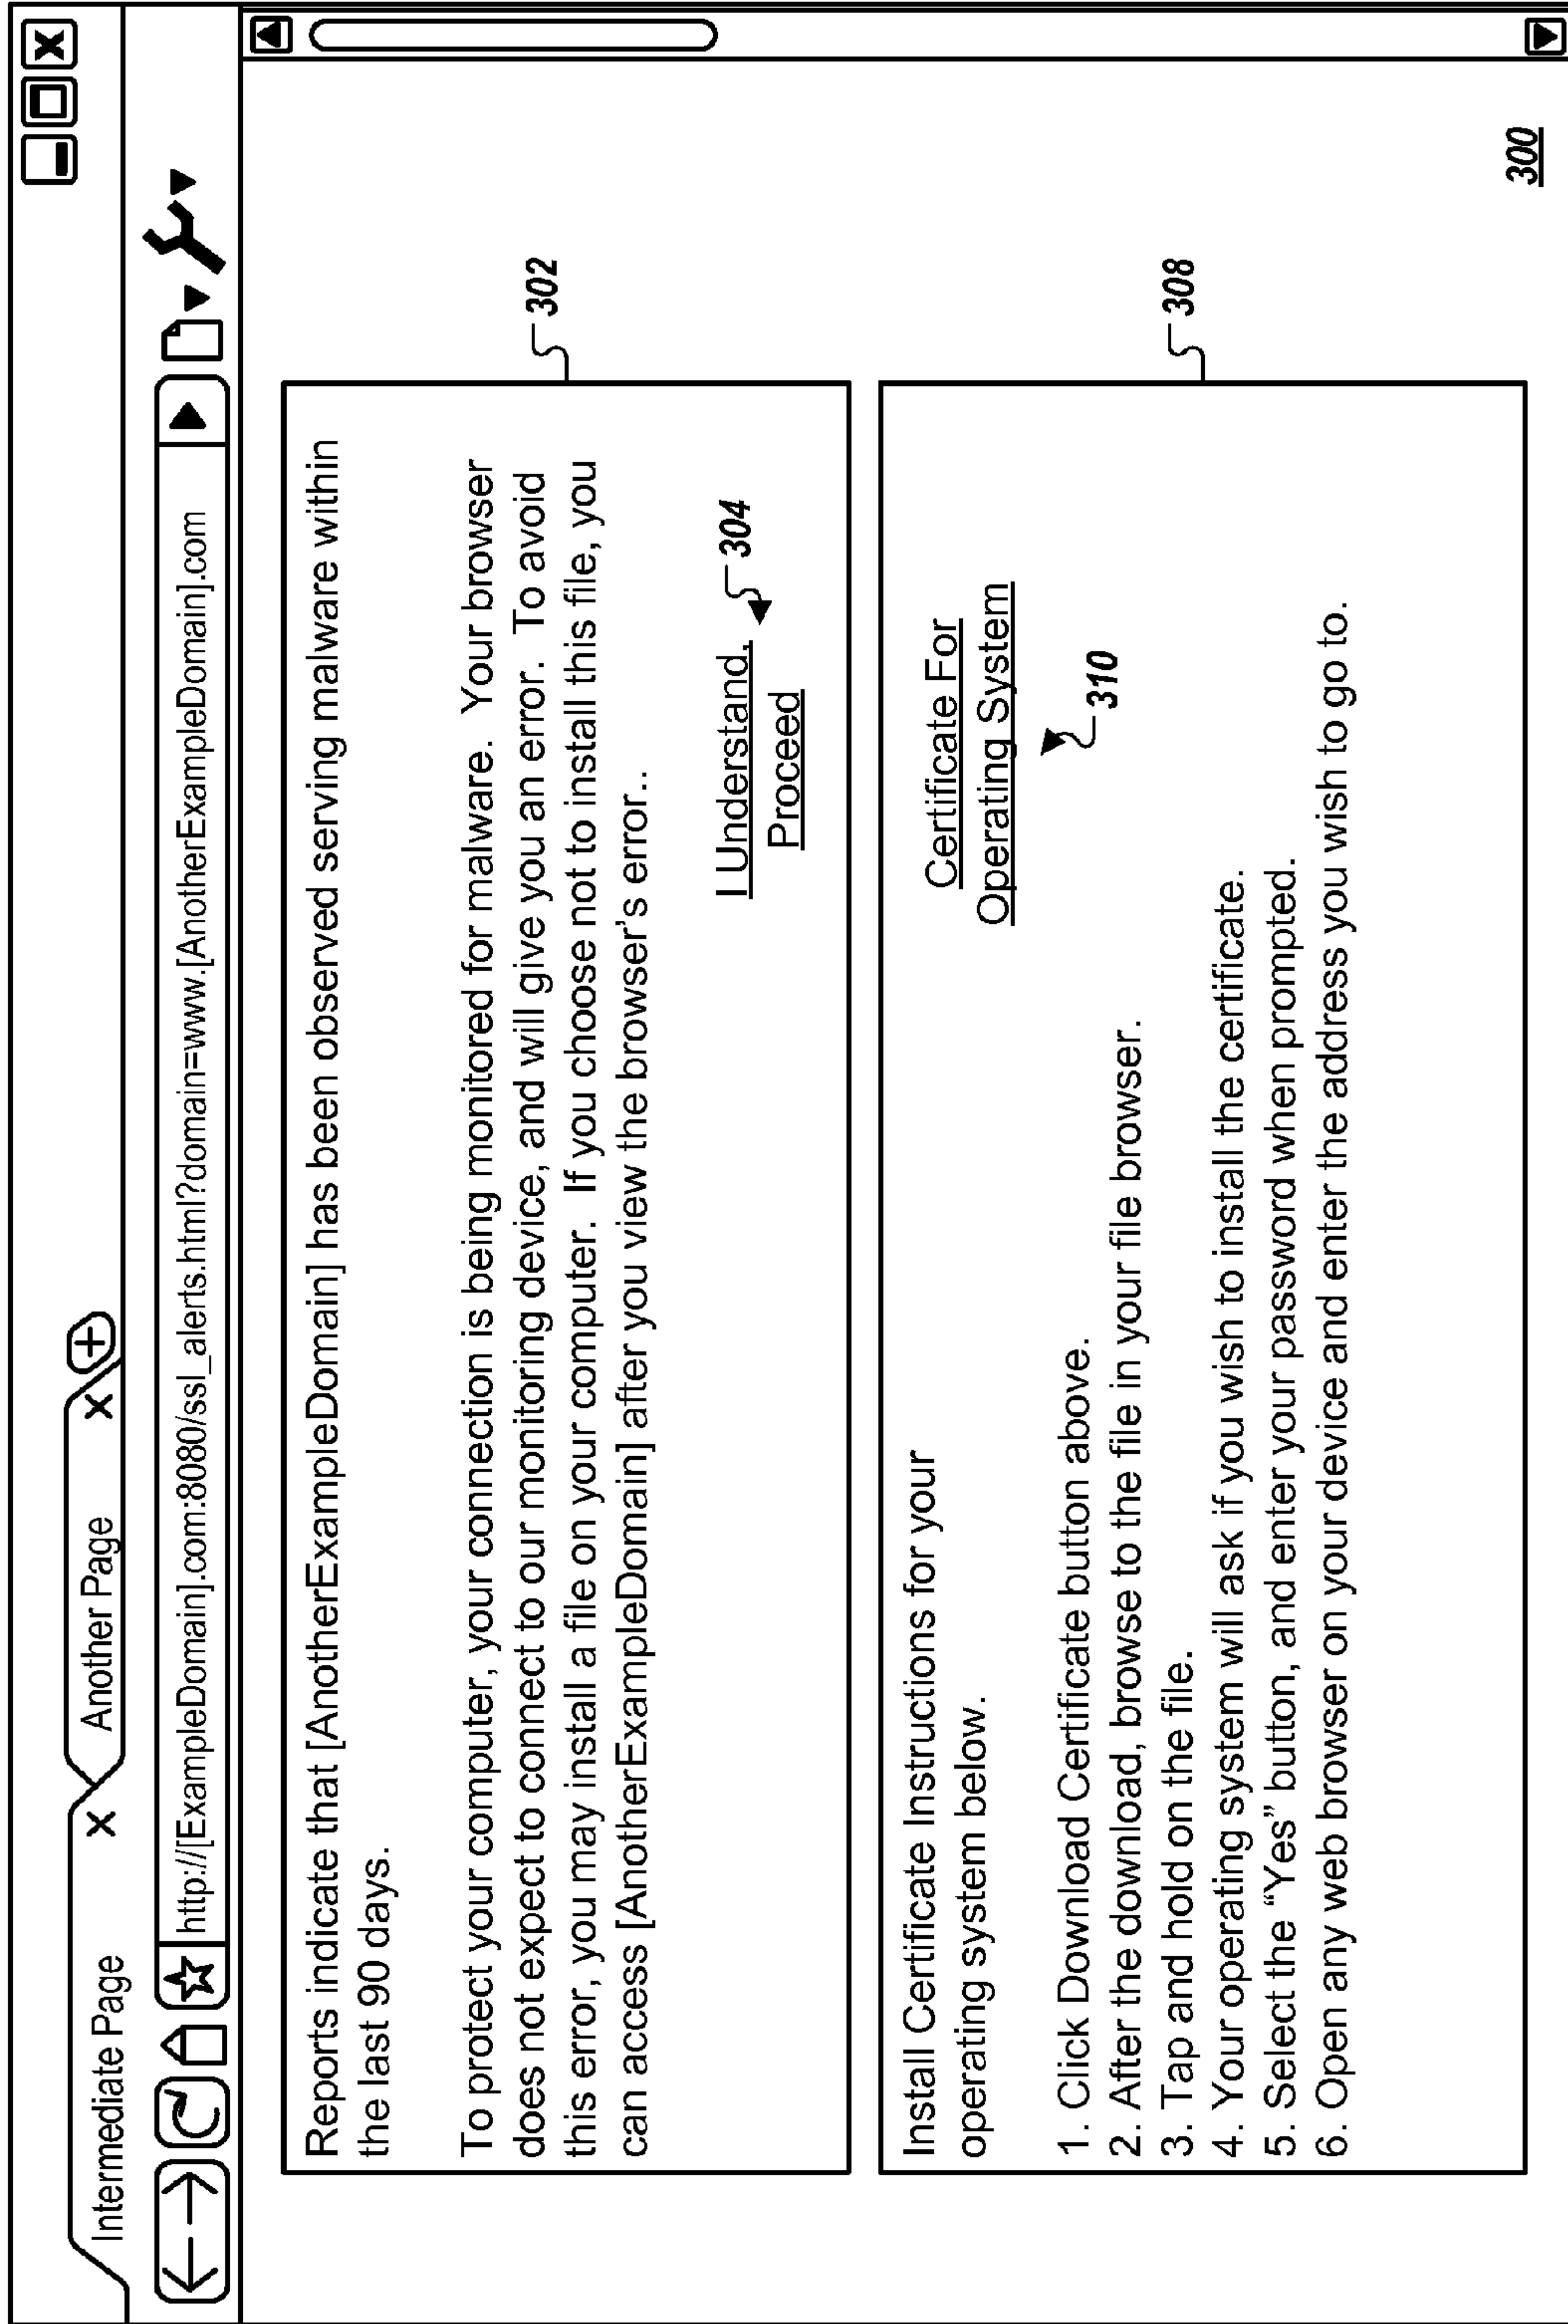 Intermediate Page x Another Page x
http://[ExampleDomain].com:8080/ssl_alerts.html?domain=www.[AnotherExampleDomain].com
Reports indicate that [AnotherExampleDomain] has been observed serving malware within
the last 90 days.
To protect your computer, your connection is being monitored for malware. Your browser
does not expect to connect to our monitoring device, and will give you an error. To avoid
this error, you may install a file on your computer. If you choose not to install this file, you
can access [AnotherExampleDomain] after you view the browser's error..
302
I Understand,
Proceed
304
Install Certificate Instructions for your
operating system below.
Certificate For
Operating System
310
308
1. Click Download Certificate button above.
2. After the download, browse to the file in your file browser.
3. Tap and hold on the file.
4. Your operating system will ask if you wish to install the certificate.
5. Select the “Yes” button, and enter your password when prompted.
6. Open any web browser on your device and enter the address you wish to go to.
300